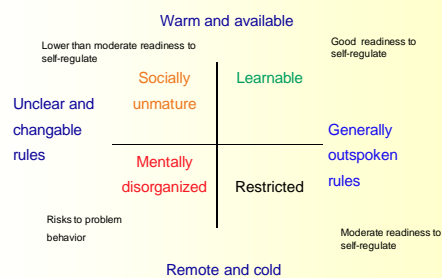 Warm and available
Lower than moderate readiness to
self-regulate
Good readiness to
self-regulate
Socially
unmature
Learnable
Unclear and
changable
rules
Generally
outspoken
rules
Mentally
disorganized
Restricted
Risks to problem
behavior
Moderate readiness to
self-regulate
Remote and cold